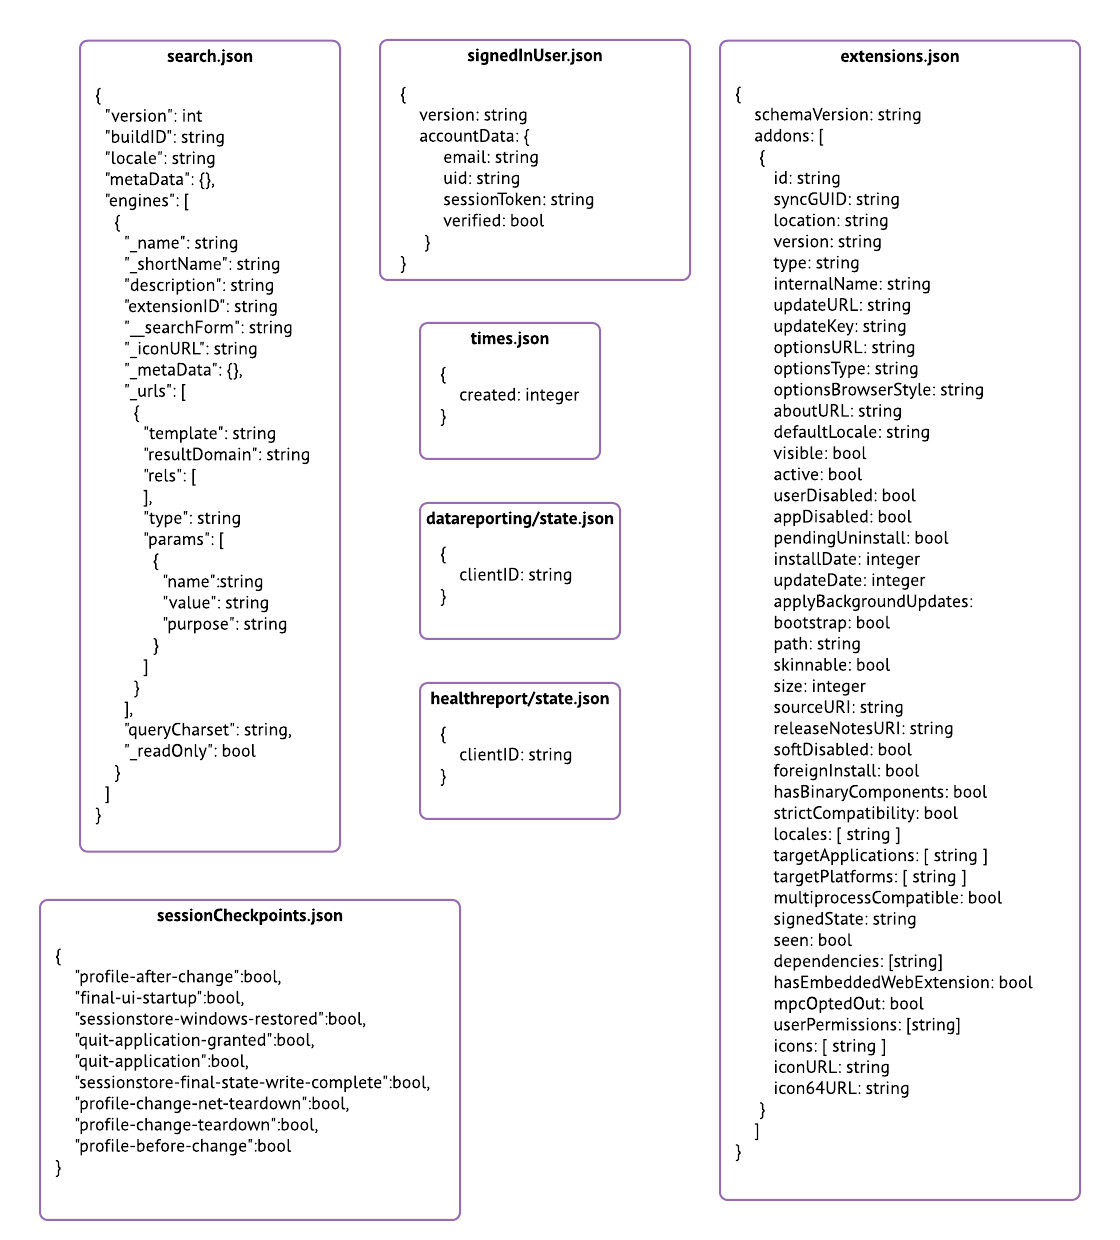 search.json
{
"version": int
"buildID": string
"locale": string
"metaData": {},
"engines": [
{
"_name": string
"_shortName": string
"description": string
"extensionID": string
"__searchForm": string
"_iconURL": string
"_metaData": {},
"_urls": [
{
"template": string
"resultDomain": string
"rels": [
],
"type": string
"params": [
{
"name":string
"value": string
"purpose": string
}
]
}
],
"queryCharset": string,
"_readOnly": bool
}
]
}
signedInUser.json
{
version: string
accountData: {
email: string
uid: string
sessionToken: string
verified: bool
}
}
times.json
{
created: integer
}
datareporting/state.json
{
clientID: string
}
healthreport/state.json
{
clientID: string
}
extensions.json
{
schemaVersion: string
addons: [
{
id: string
syncGUID: string
location: string
version: string
type: string
internalName: string
updateURL: string
updateKey: string
optionsURL: string
optionsType: string
optionsBrowserStyle: string
aboutURL: string
defaultLocale: string
visible: bool
active: bool
userDisabled: bool
appDisabled: bool
pendingUninstall: bool
installDate: integer
updateDate: integer
applyBackgroundUpdates:
bootstrap: bool
path: string
skinnable: bool
size: integer
sourceURI: string
releaseNotesURI: string
softDisabled: bool
foreignInstall: bool
hasBinaryComponents: bool
strictCompatibility: bool
locales: [ string ]
targetApplications: [ string ]
targetPlatforms: [ string ]
multiprocessCompatible: bool
signedState: string
seen: bool
dependencies: [string]
hasEmbeddedWebExtension: bool
mpcOptedOut: bool
userPermissions: [string]
icons: [ string ]
iconURL: string
icon64URL: string
}
]
}
sessionCheckpoints.json
{
"profile-after-change":bool,
"final-ui-startup":bool,
"sessionstore-windows-restored":bool,
"quit-application-granted":bool,
"quit-application":bool,
"sessionstore-final-state-write-complete":bool,
"profile-change-net-teardown":bool,
"profile-change-teardown":bool,
"profile-before-change":bool
}